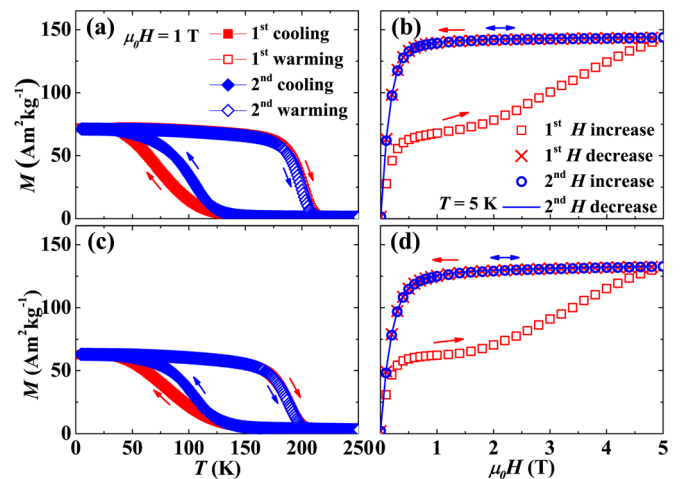 (a) μ₀H = 1 T
1ˢᵗ cooling
1ˢᵗ warming
2ⁿᵈ cooling
2ⁿᵈ warming
150
100
50
0
M (Am²kg⁻¹)
(b)
1ˢᵗ H increase
1ˢᵗ H decrease
2ⁿᵈ H increase
T = 5 K
2ⁿᵈ H decrease
(c)
150
100
50
0
M (Am²kg⁻¹)
0 50 100 150 200 250
T (K)
(d)
0 1 2 3 4 5
μ₀H (T)